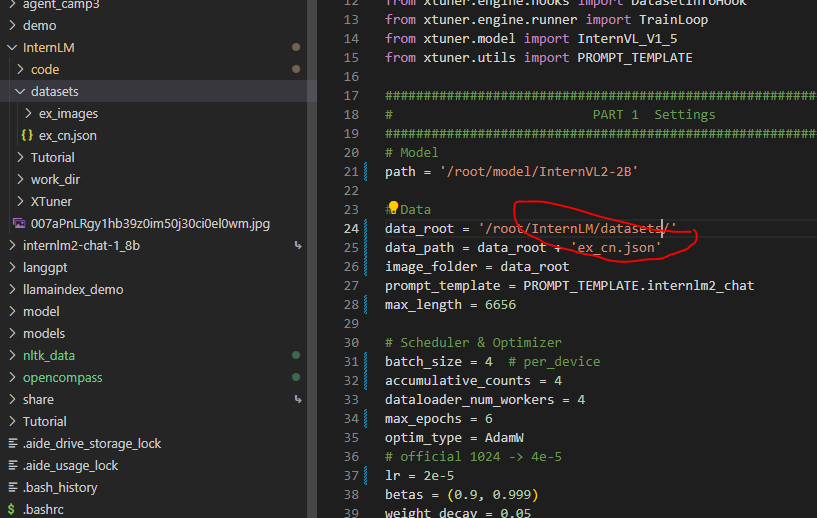 agent_camp3
demo
InternLM
code
datasets
ex_images
{} ex_cn.json
Tutorial
work_dir
XTuner
007aPnLRgy1hb39z0im50j30ci0el0wm.jpg
internlm2-chat-1_8b
langgpt
llamaindex_demo
model
models
nltk_data
opencompass
share
Tutorial
.aide_drive_storage_lock
.aide_usage_lock
.bash_history
$ .bashrc
12 from xtuner.engine.hooks import DatasetInfoHook
13 from xtuner.engine.runner import TrainLoop
14 from xtuner.model import InternVL_V1_5
15 from xtuner.utils import PROMPT_TEMPLATE
16
17 #######################################################
18 # PART 1 Settings
19 #######################################################
20 # Model
21 path = '/root/model/InternVL2-2B'
22
23 # Data
24 data_root = '/root/InternLM/datasets/'
25 data_path = data_root + 'ex_cn.json'
26 image_folder = data_root
27 prompt_template = PROMPT_TEMPLATE.internlm2_chat
28 max_length = 6656
29
30 # Scheduler & Optimizer
31 batch_size = 4 # per_device
32 accumulative_counts = 4
33 dataloader_num_workers = 4
34 max_epochs = 6
35 optim_type = AdamW
36 # official 1024 -> 4e-5
37 lr = 2e-5
38 betas = (0.9, 0.999)
39 weight_decay = 0.05